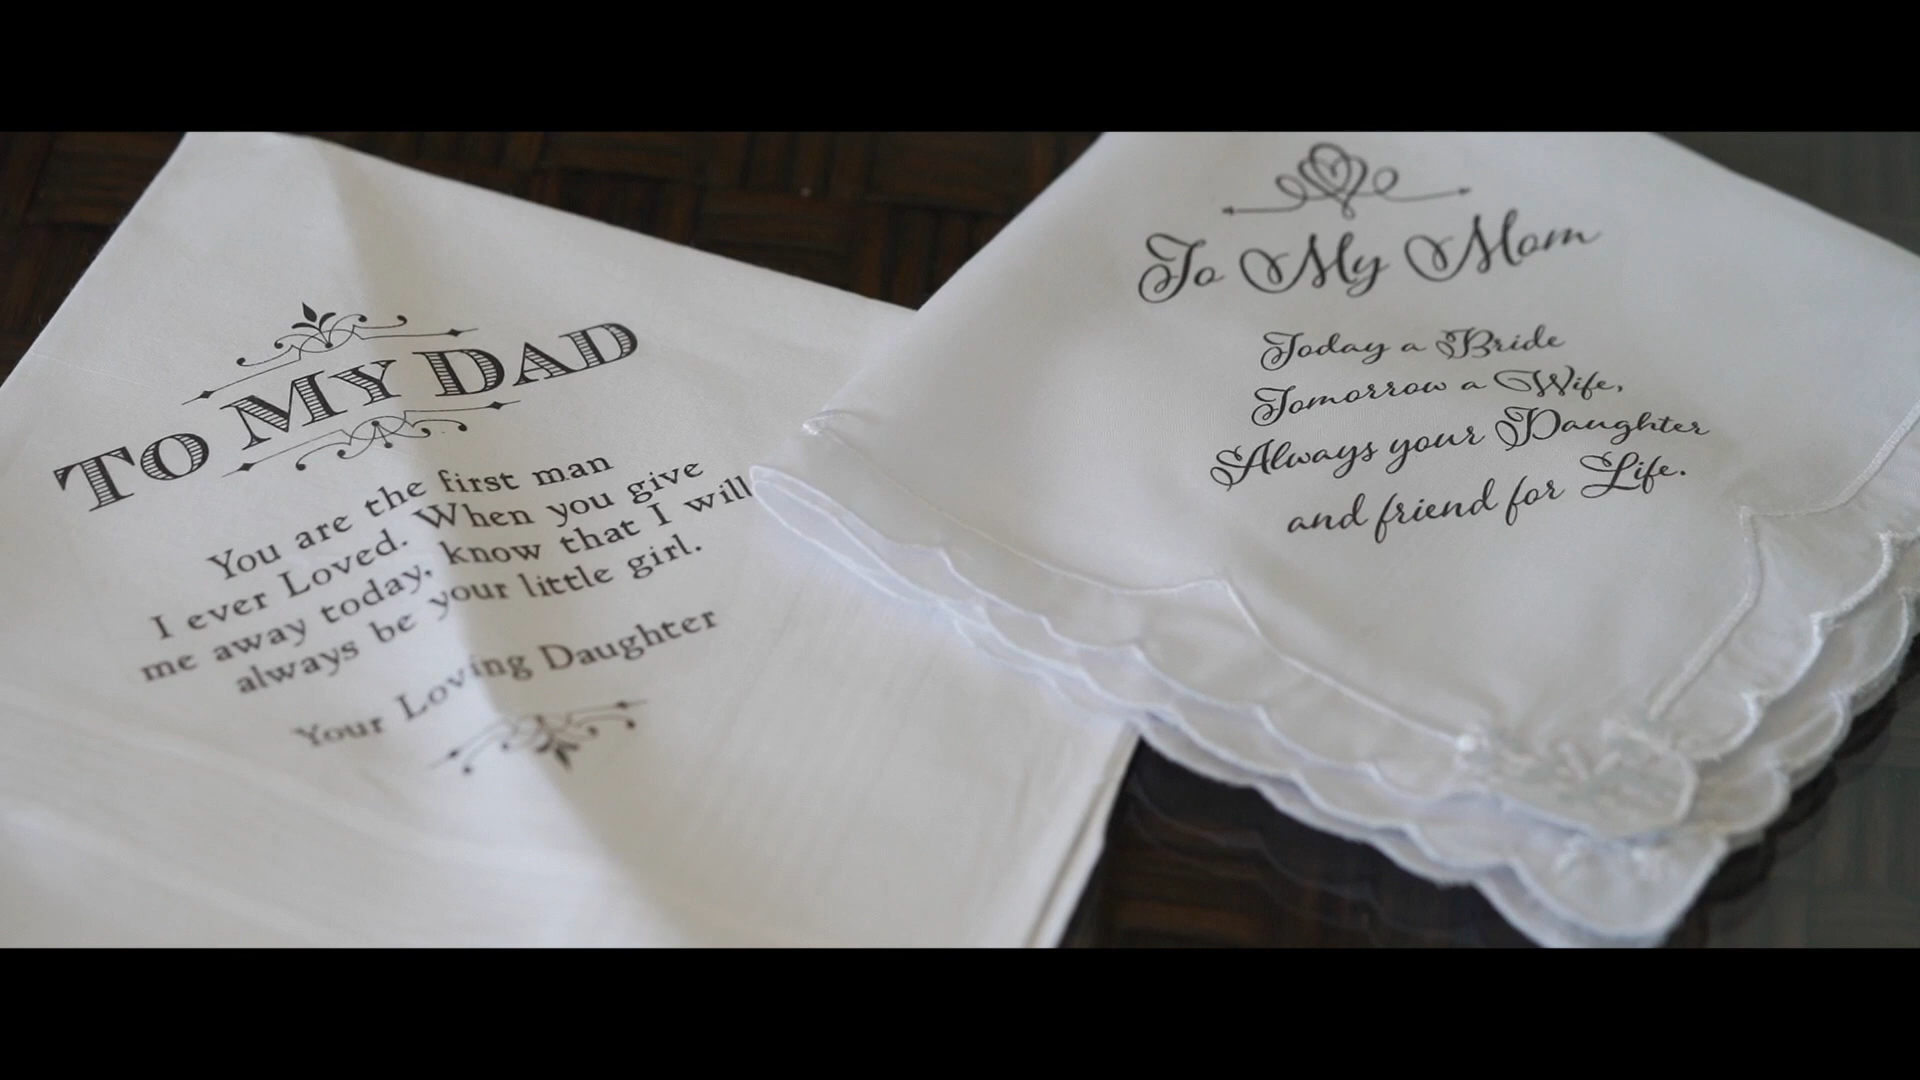 TO MY DAD
You are the first man
I ever Loved. When you give
me away today, know that I will
always be your little girl.
Your Loving Daughter
To My Mom
Today a Bride
Tomorrow a Wife,
Always your Daughter
and friend for Life.